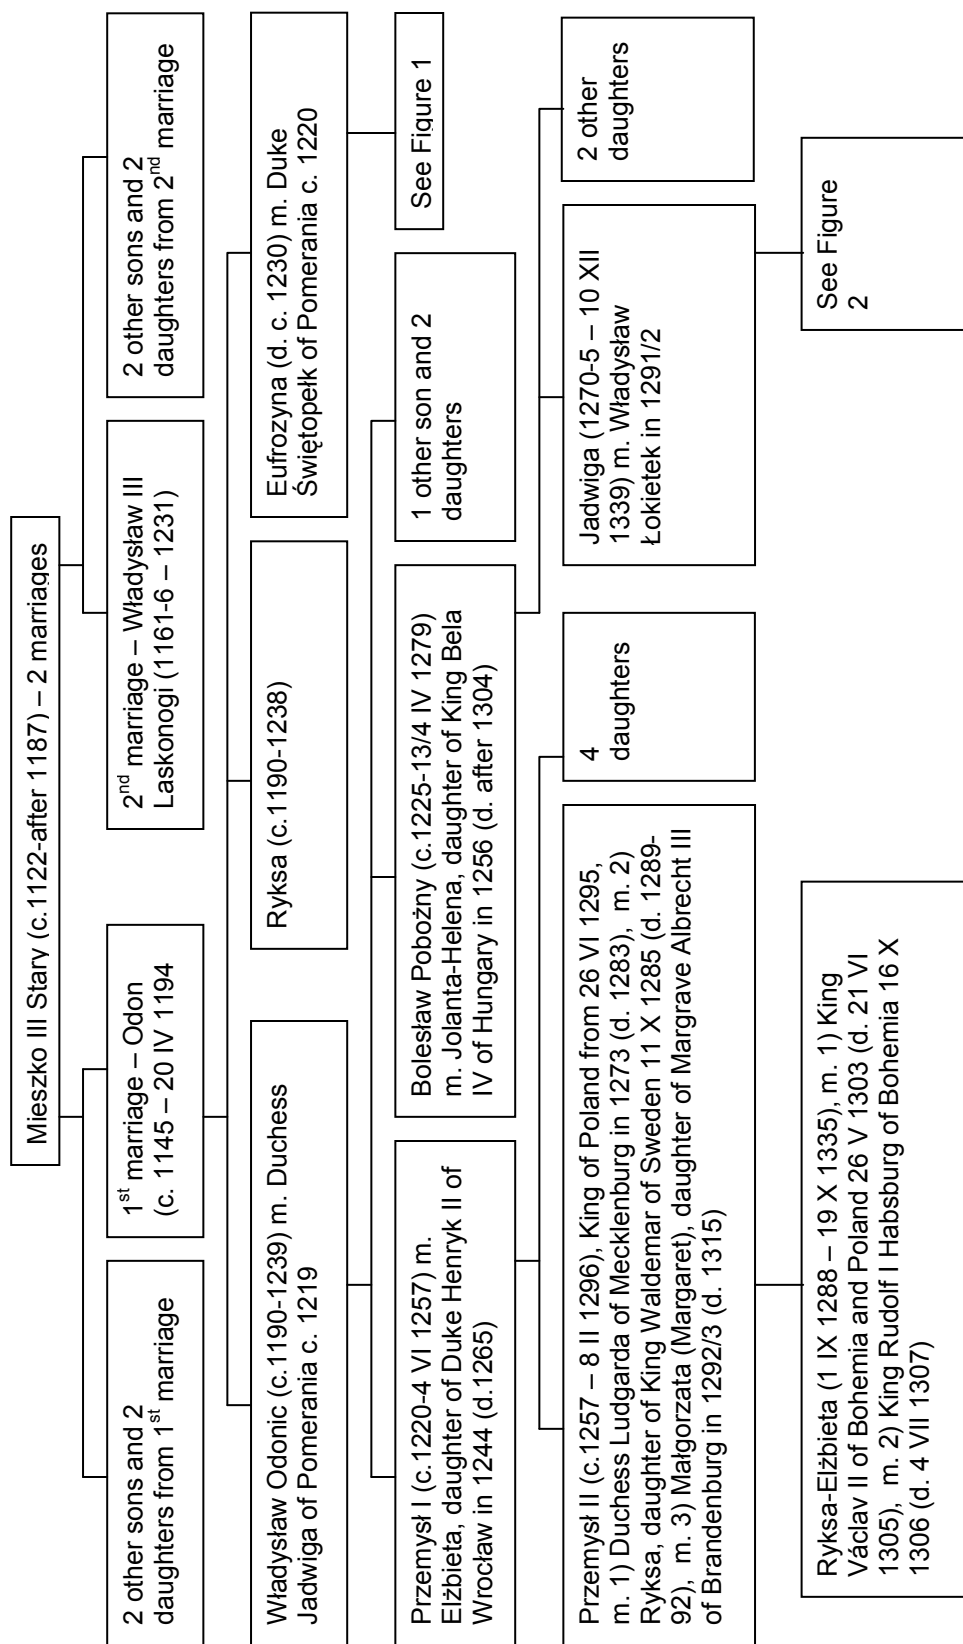 Mieszko III Stary (c.1122-after 1187) – 2 marriages
2 other sons and 2
daughters from 1st marriage
1st marriage – Odon
(c. 1145 – 20 IV 1194
2nd marriage – Władysław III
Laskonogi (1161-6 – 1231)
2 other sons and 2
daughters from 2nd marriage
Władysław Odonic (c.1190-1239) m. Duchess
Jadwiga of Pomerania c. 1219
Ryksa (c.1190-1238)
Eufrozyna (d. c. 1230) m. Duke
Świętopełk of Pomerania c. 1220
Przemysł I (c.1220-4 VI 1257) m.
Elżbieta, daughter of Duke Henryk II of
Wrocław in 1244 (d.1265)
Bolesław Pobożny (c.1225-13/4 IV 1279)
m. Jolanta-Helena, daughter of King Bela
IV of Hungary in 1256 (d. after 1304)
1 other son and 2
daughters
See Figure 1
Przemysł II (c.1257 – 8 II 1296), King of Poland from 26 VI 1295,
m. 1) Duchess Ludgarda of Mecklenburg in 1273 (d. 1283), m. 2)
Ryksa, daughter of King Waldemar of Sweden 11 X 1285 (d. 1289-
92), m. 3) Małgorzata (Margaret), daughter of Margrave Albrecht III
of Brandenburg in 1292/3 (d. 1315)
4
daughters
Jadwiga (1270-5 – 10 XII
1339) m. Władysław
Łokietek in 1291/2
2 other
daughters
Ryksa-Elżbieta (1 IX 1288 – 19 X 1335), m. 1) King
Václav II of Bohemia and Poland 26 V 1303 (d. 21 VI
1305), m. 2) King Rudolf I Habsburg of Bohemia 16 X
1306 (d. 4 VII 1307)
See Figure
2